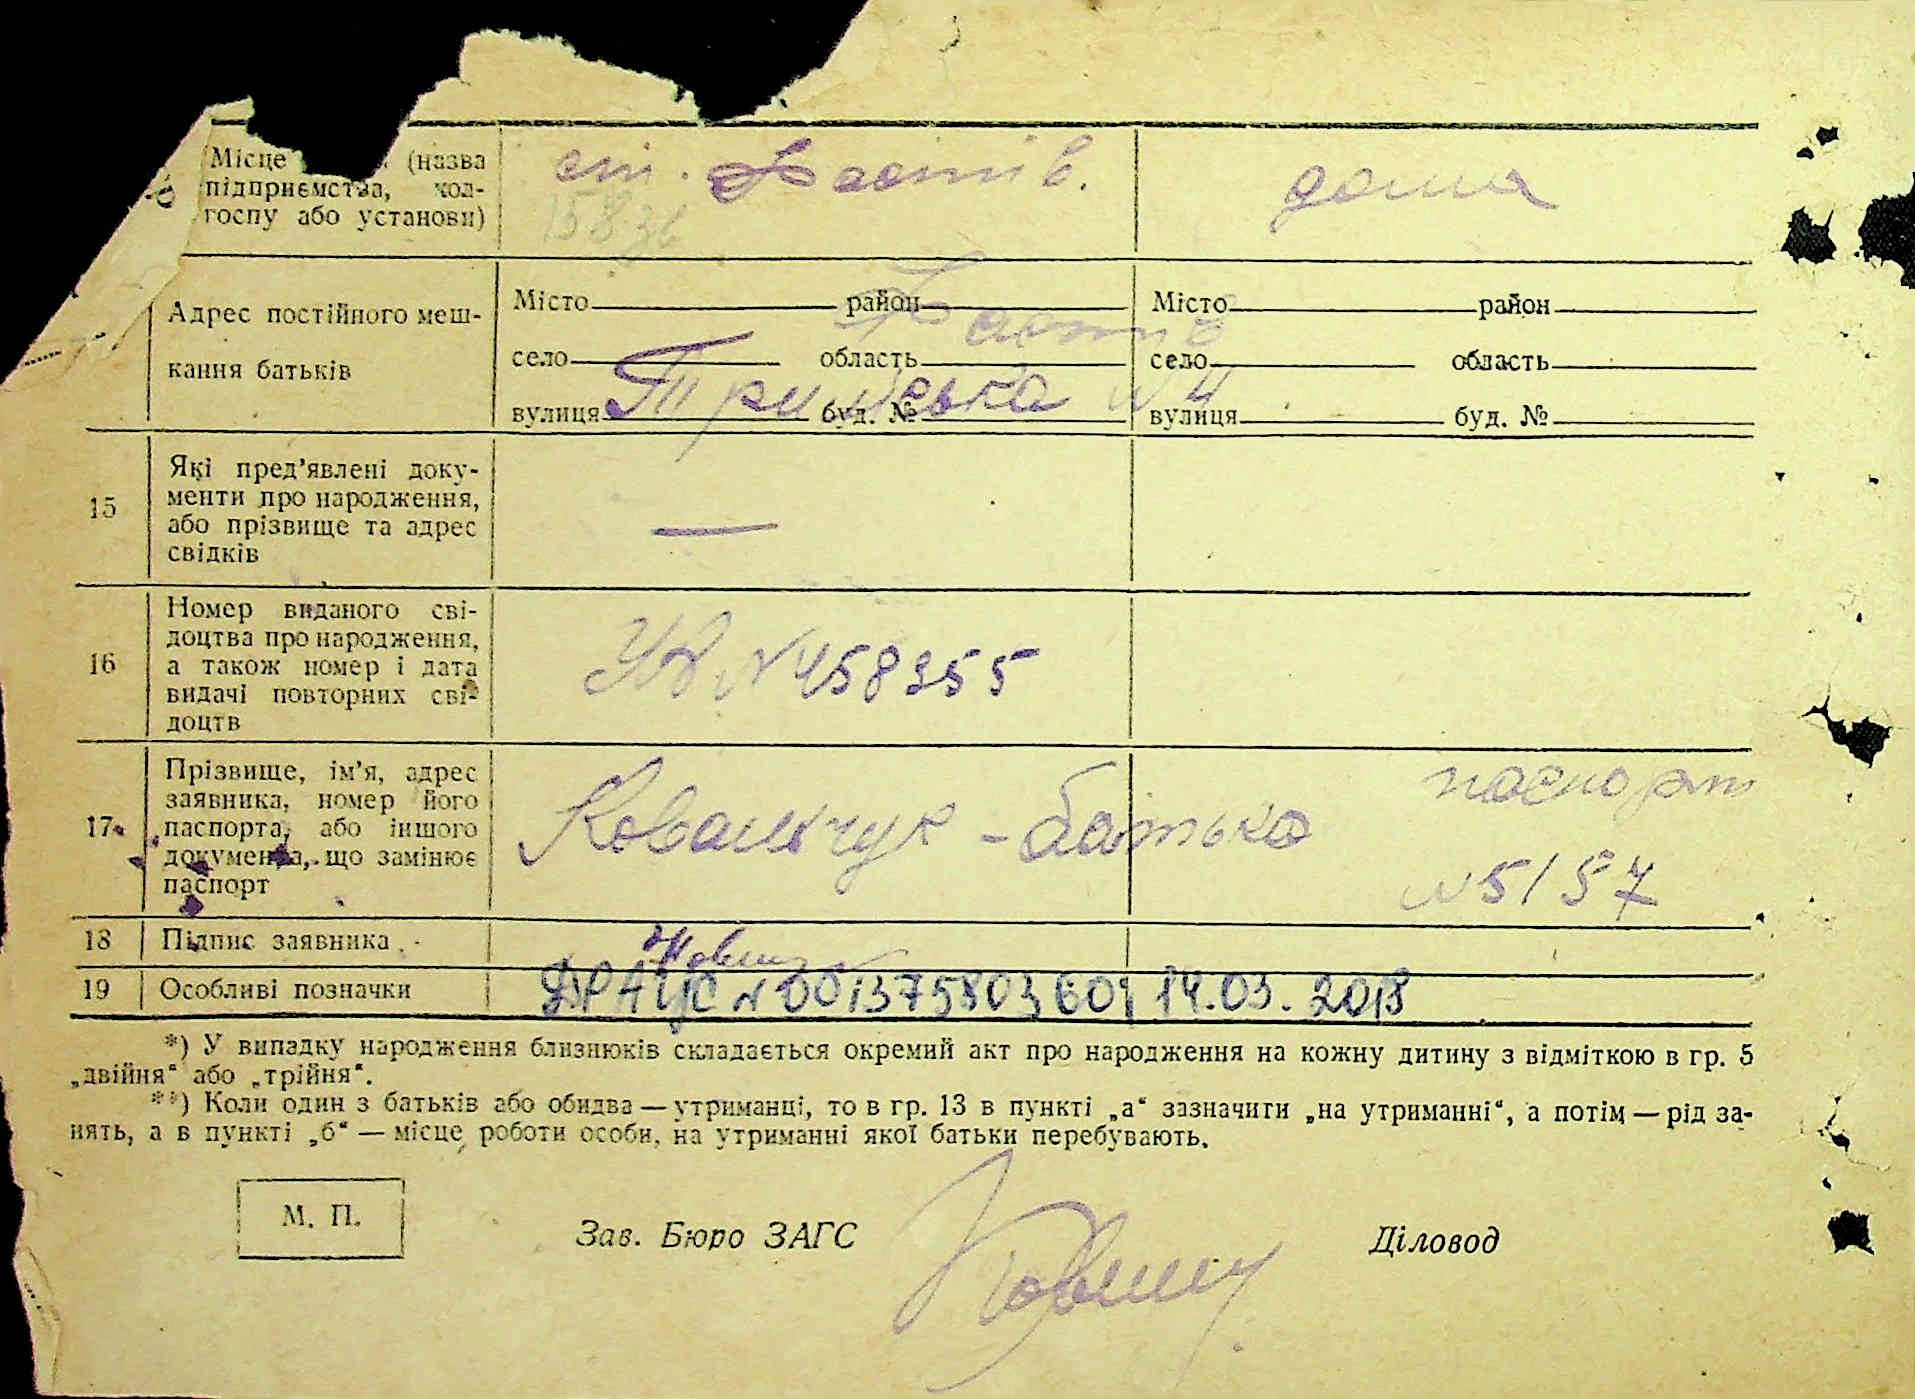 Місце (назва
підприємства, кол-
госпу або установи)
ст. Фастів.
дома
15836
Адрес постійного меш-
кання батьків
Місто район
село область
вулиця буд. №
Місто район
село область
вулиця буд. №
Фастів
№ 4
15
Які пред'явлені доку-
менти про народження,
або прізвище та адрес
свідків
—
16
Номер виданого сві-
доцтва про народження,
а також номер і дата
видачі повторних сві-
доцтв
№ 458355
17
Прізвище, ім'я, адрес
заявника, номер його
паспорта, або іншого
документа, що замінює
паспорт
Ковальчук - батько
паспорт
№ 5157
18
Підпис заявника
19
Особливі позначки
ДРАЦС № 00137580360 14.03.2018
*) У випадку народження близнюків складається окремий акт про народження на кожну дитину з відміткою в гр. 5
„двійня“ або „трійня“.
**) Коли один з батьків або обидва — утриманці, то в гр. 13 в пункті „а“ зазначити „на утриманні“, а потім — рід за-
нять, а в пункті „б“ — місце роботи особи, на утриманні якої батьки перебувають.
М. П.
Зав. Бюро ЗАГС
Діловод